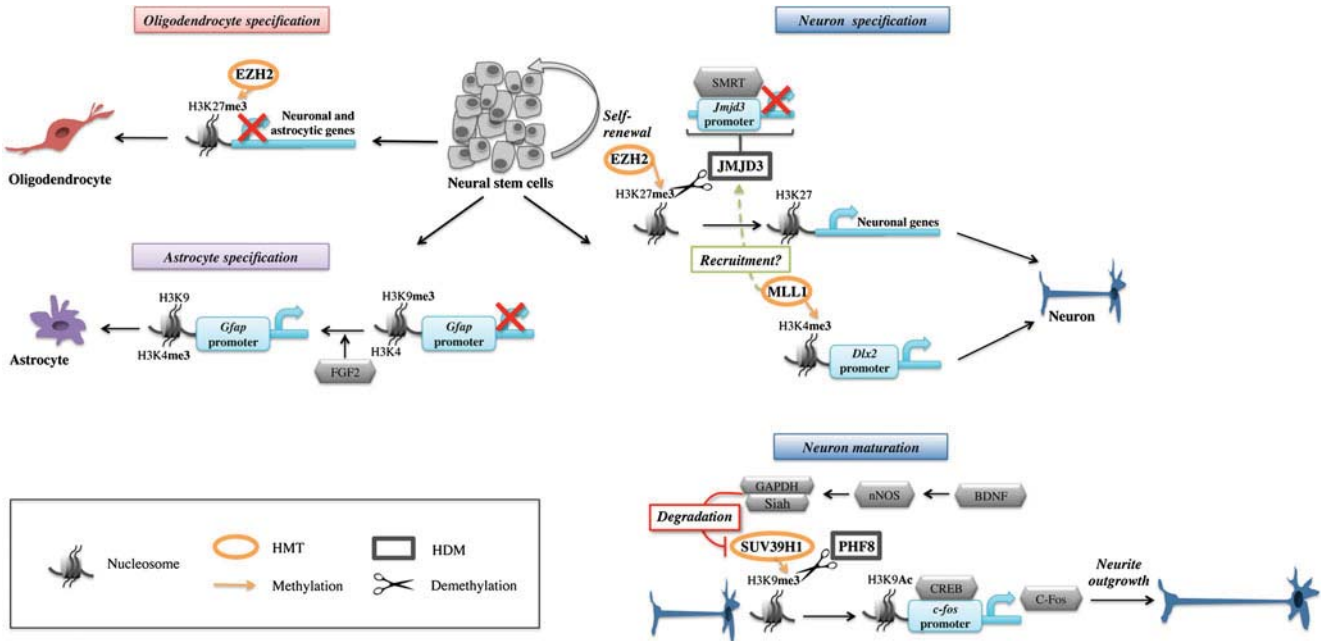 Oligodendrocyte specification
EZH2
H3K27me3
Neuronal and
astrocytic genes
Oligodendrocyte
Neural stem cells
Self-
renewal
Astrocyte specification
H3K9
H3K4me3
Gfap
promoter
Astrocyte
FGF2
H3K9me3
H3K4
Gfap
promoter
Neuron specification
SMRT
Jmjd3
promoter
EZH2
JMJD3
H3K27me3
H3K27
Neuronal genes
Recruitment?
MLL1
H3K4me3
Dlx2
promoter
Neuron
Neuron maturation
GAPDH
Siah
nNOS
BDNF
Degradation
SUV39H1
PHF8
H3K9me3
H3K9Ac
CREB
c-fos
promoter
C-Fos
Neurite
outgrowth
Nucleosome
HMT
Methylation
HDM
Demethylation